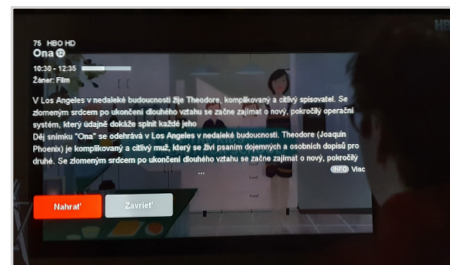 75 HBO HD
Ona
10:30 - 12:35
Žáner: Film
V Los Angeles v nedaleké budoucnosti žije Theodore, komplikovaný a citlivý spisovatel. Se
zlomeným srdcem po ukončení dlouhého vztahu se začne zajímat o nový, pokročilý operační
systém, který údajně dokáže splnit každé jeho
Děj snímku "Ona" se odehrává v Los Angeles v nedaleké budoucnosti. Theodore (Joaquin
Phoenix) je komplikovaný a citlivý muž, který se živí psaním dojemných a osobních dopisů pro
druhé. Se zlomeným srdcem po ukončení dlouhého vztahu se začne zajímat o nový, pokročilý
...
INFO Viac
Nahrať
Zavrieť